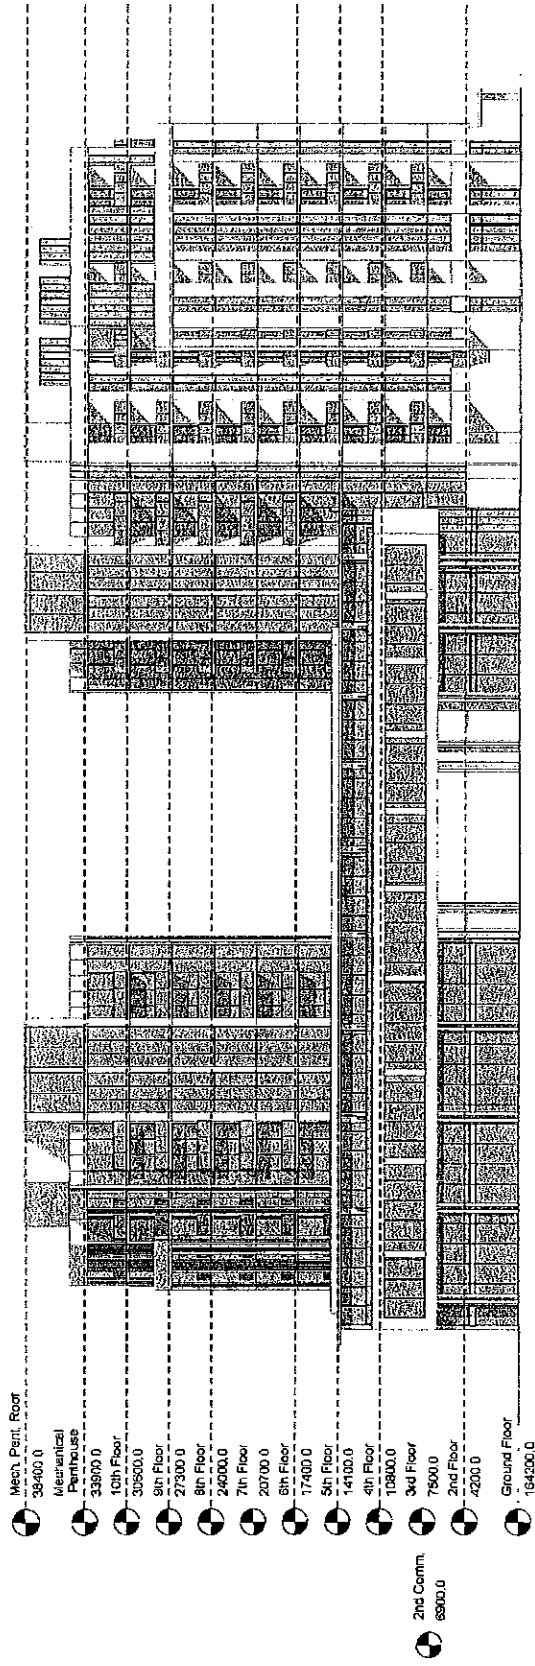 Mech. Pent. Roof
38400.0
Mechanical
Penthouse
33900.0
10th Floor
30600.0
9th Floor
27300.0
8th Floor
24000.0
7th Floor
20700.0
6th Floor
17400.0
5th Floor
14100.0
4th Floor
10800.0
3rd Floor
7500.0
2nd Floor
4200.0
Ground Floor
164200.0
2nd Comm.
6900.0